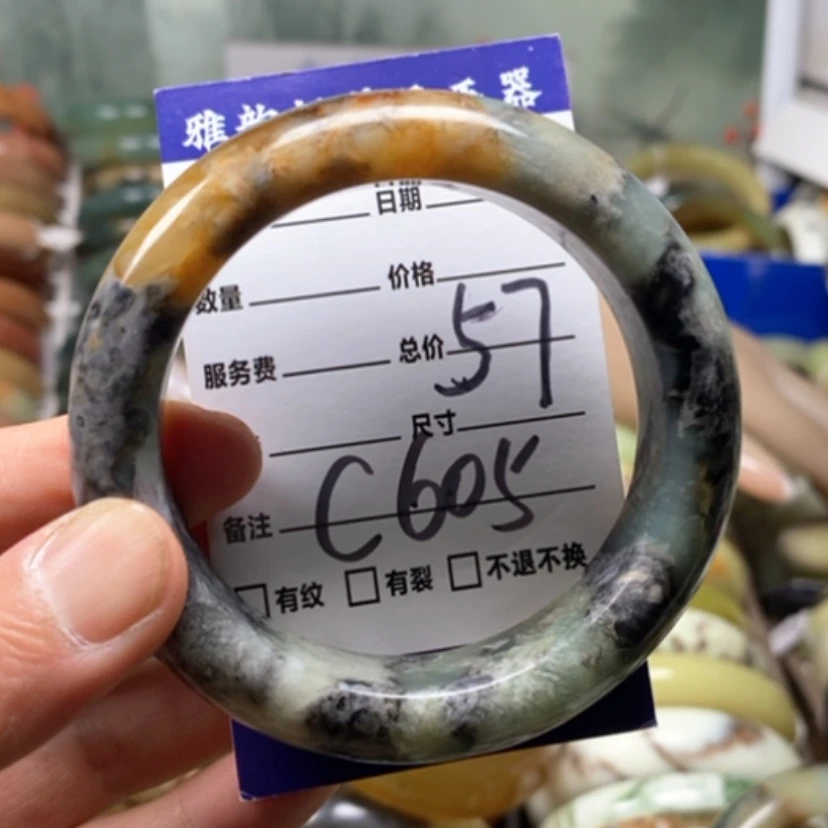 雅
器
日期
数量 价格
服务费 总价 57
尺寸
备注 C605
□有纹 □有裂 □不退不换